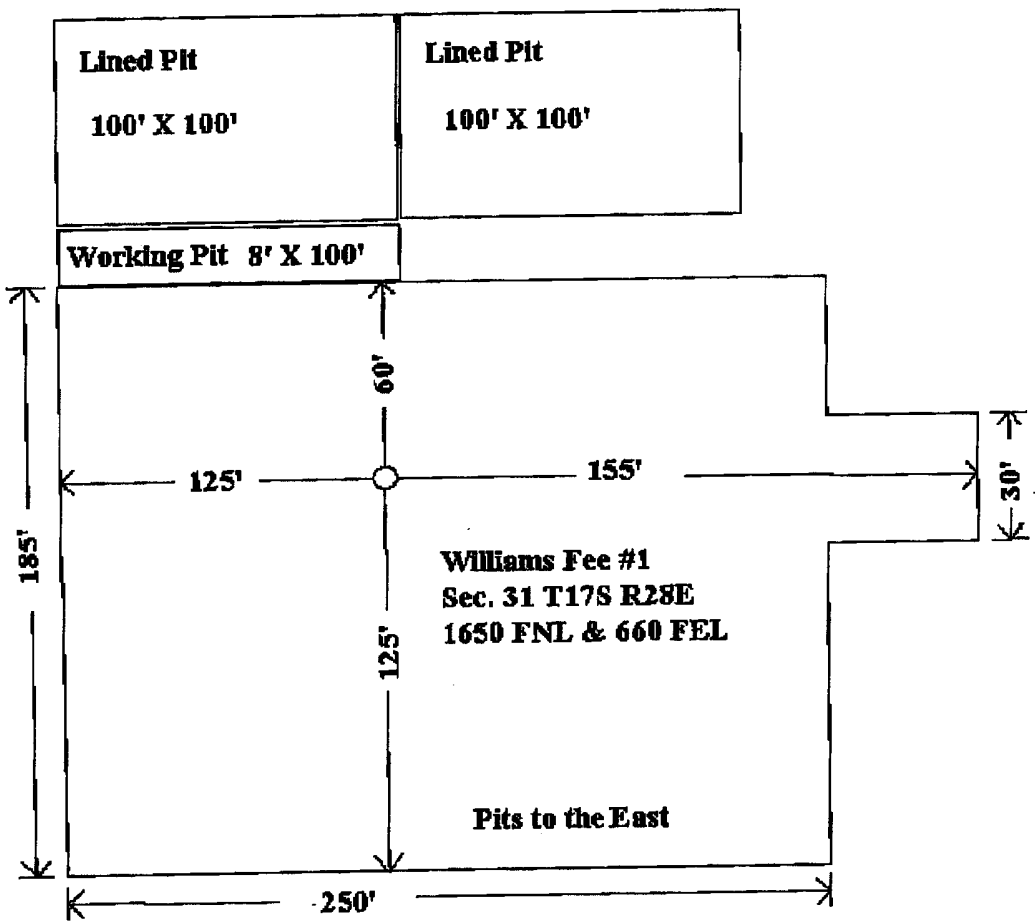 Lined Pit
100' X 100'
Lined Pit
100' X 100'
Working Pit 8' X 100'
60'
125'
155'
30'
185'
Williams Fee #1
Sec. 31 T17S R28E
1650 FNL & 660 FEL
125'
Pits to the East
250'